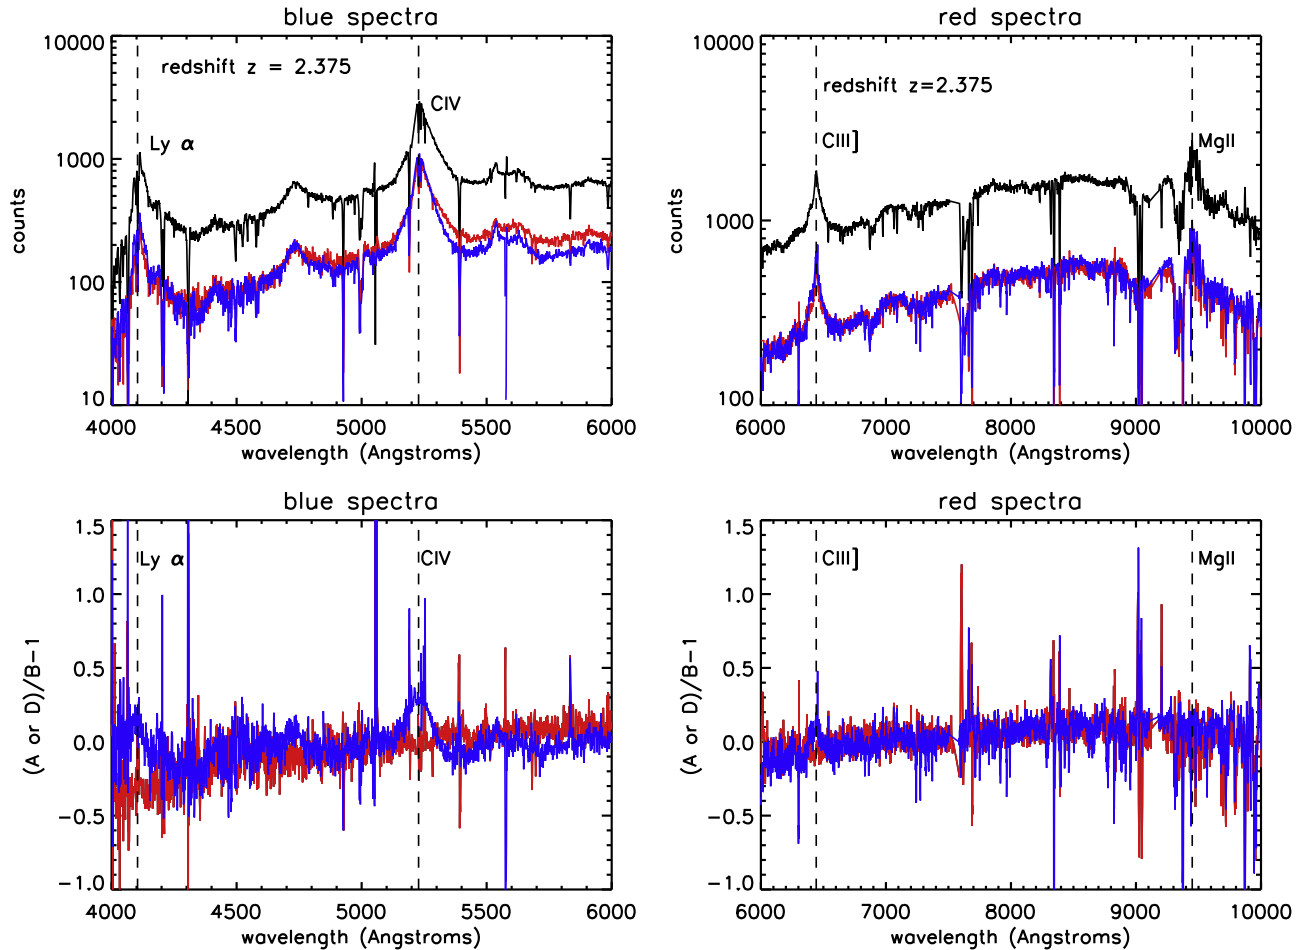 blue spectra
10000
1000
100
10
counts
redshift z = 2.375
Ly α
CIV
4000 4500 5000 5500 6000
wavelength (Angstroms)
red spectra
10000
1000
100
counts
redshift z=2.375
CIII]
MgII
6000 7000 8000 9000 10000
wavelength (Angstroms)
blue spectra
1.5
1.0
0.5
0.0
−0.5
−1.0
(A or D)/B−1
Ly α
CIV
4000 4500 5000 5500 6000
wavelength (Angstroms)
red spectra
1.5
1.0
0.5
0.0
−0.5
−1.0
(A or D)/B−1
CIII]
MgII
6000 7000 8000 9000 10000
wavelength (Angstroms)